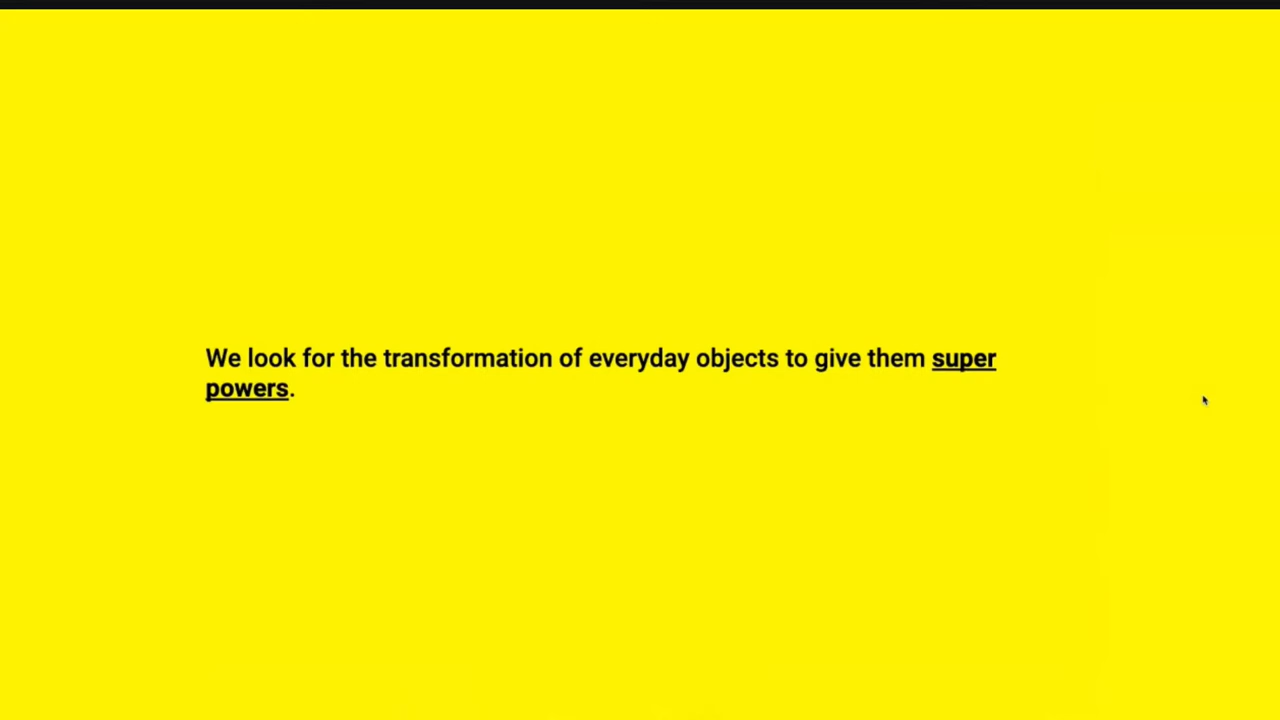 We look for the transformation of everyday objects to give them super
powers.